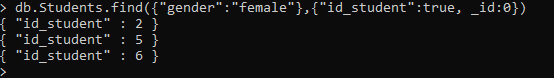 > db.Students.find({"gender":"female"},{"id_student":true, _id:0})
{ "id_student" : 2 }
{ "id_student" : 5 }
{ "id_student" : 6 }
>